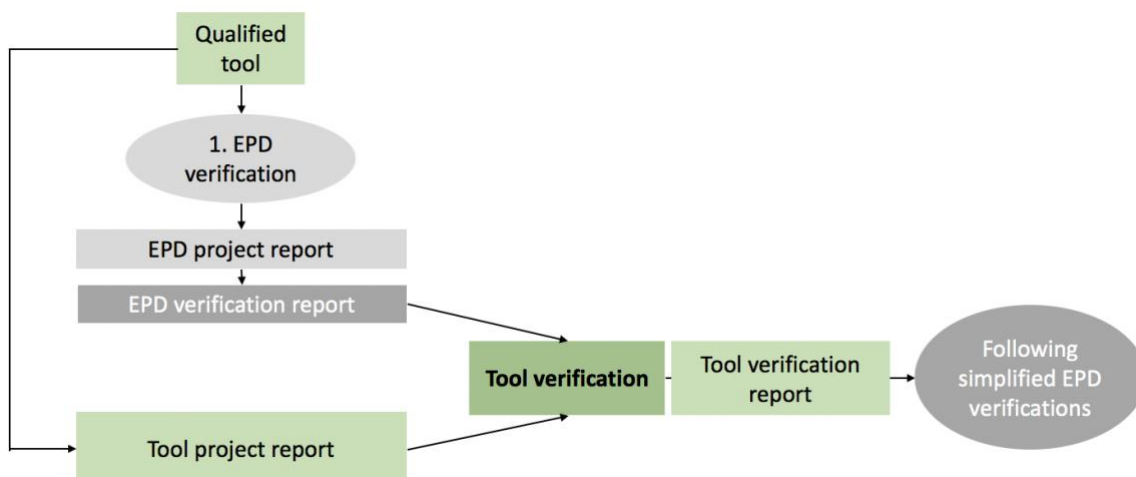 Qualified
tool
1. EPD
verification
EPD project report
EPD verification report
Tool verification
Tool verification
report
Following
simplified EPD
verifications
Tool project report